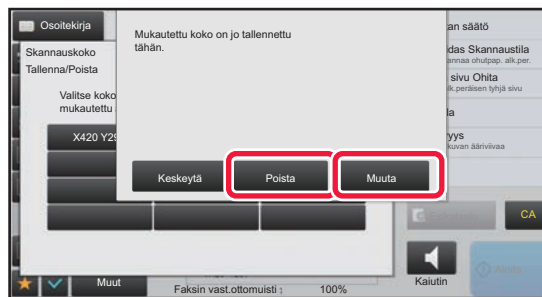 Osoitekirja
Mukautettu koko on jo tallennettu
tähän.
Skannauskoko
Tallenna/Poista
Valitse koko
mukautettu
X420 Y29
Keskeytä
Poista
Muuta
an säätö
das Skannaustila
annaa ohutpap. alk.per.
sivu Ohita
lk.peräisen tyhjä sivu
la
yys
kuvan ääriviivaa
CA
Muut
Faksin vast.ottomuisti :
100%
Kaiutin